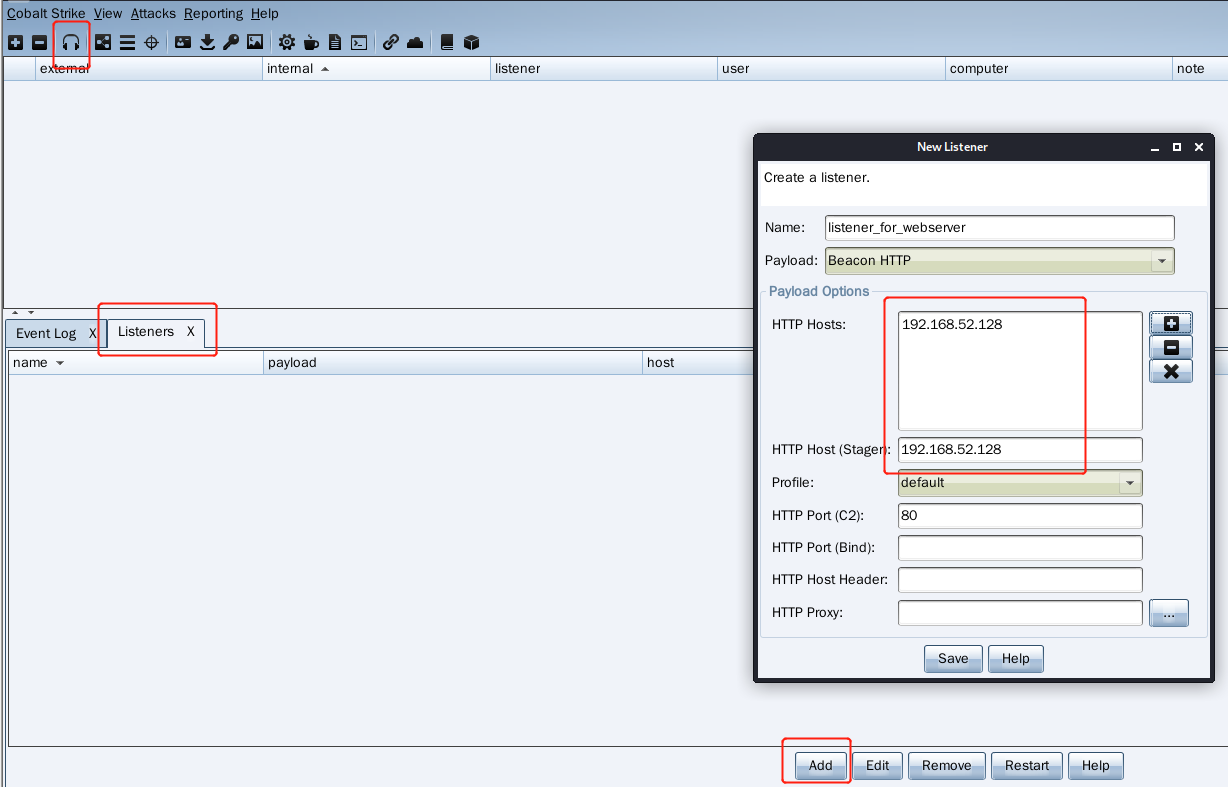 Cobalt Strike View Attacks Reporting Help
external internal listener user computer note
New Listener
Create a listener.
Name: listener_for_webserver
Payload: Beacon HTTP
Payload Options
HTTP Hosts: 192.168.52.128
HTTP Host (Stager): 192.168.52.128
Profile: default
HTTP Port (C2): 80
HTTP Port (Bind):
HTTP Host Header:
HTTP Proxy: ...
Save Help
Event Log X Listeners X
name payload host
Add Edit Remove Restart Help